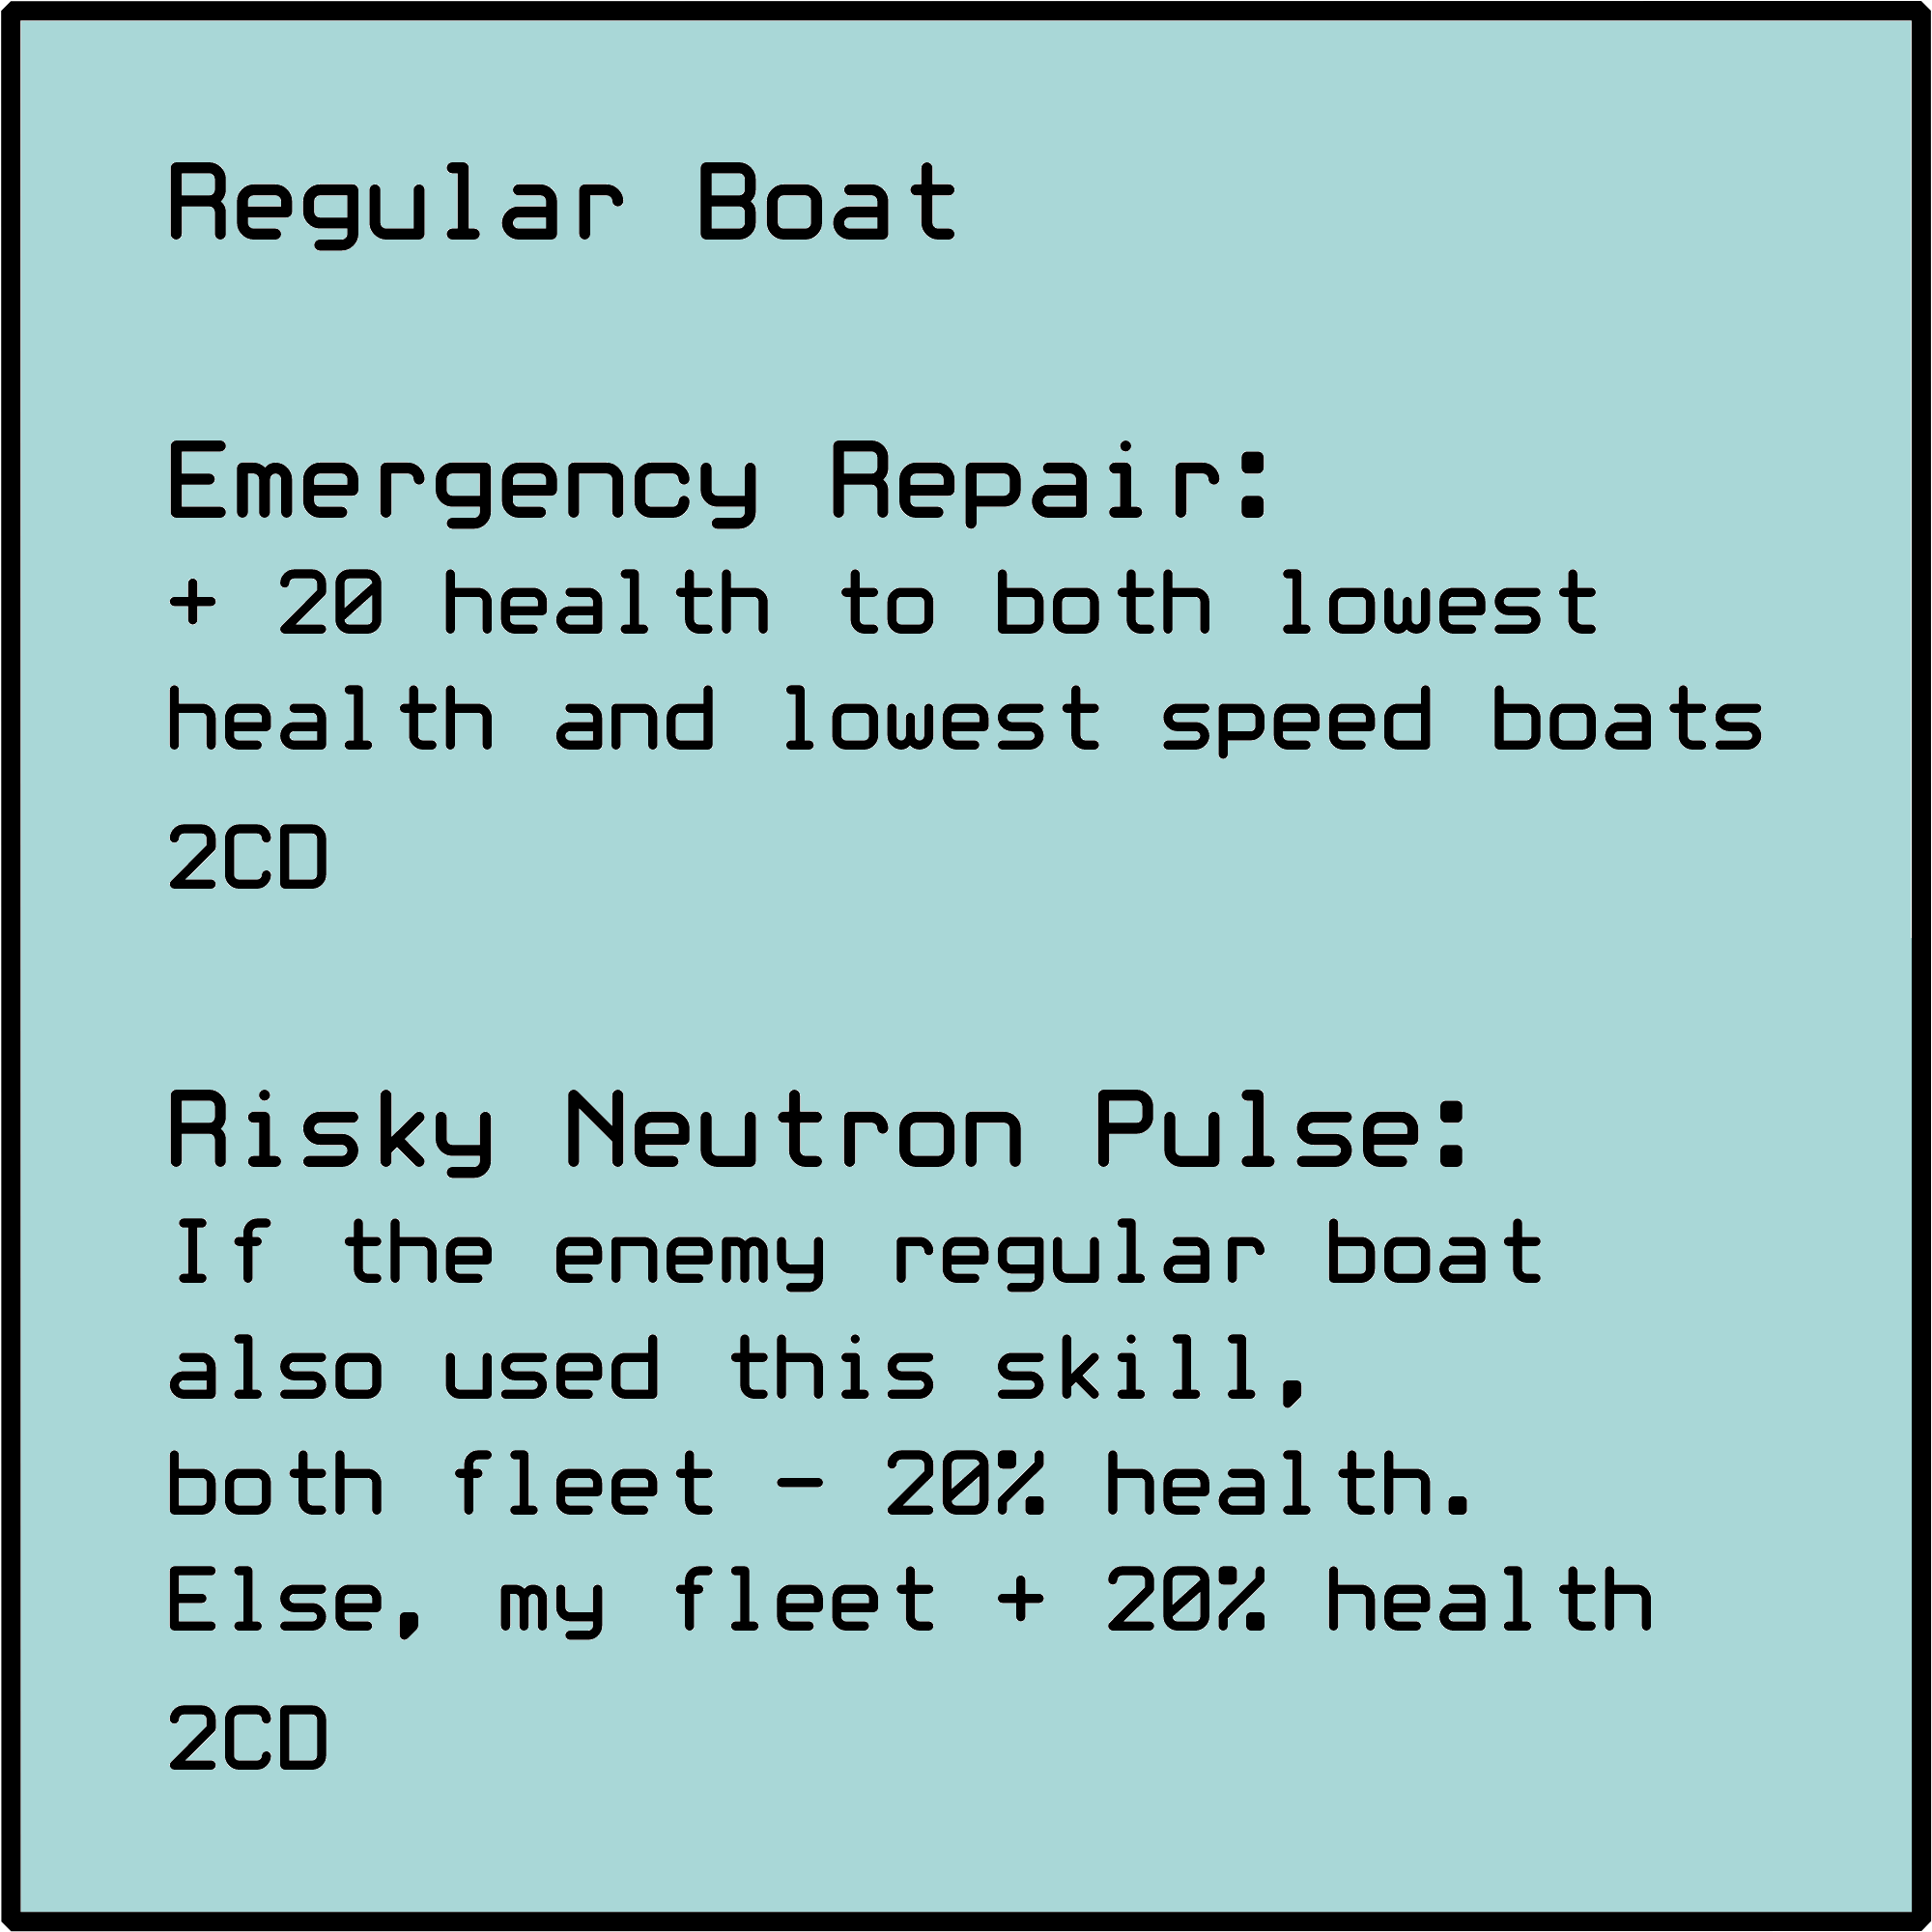 Regular Boat
Emergency Repair:
+ 20 health to both lowest
health and lowest speed boats
2CD
Risky Neutron Pulse:
If the enemy regular boat
also used this skill,
both fleet - 20% health.
Else, my fleet + 20% health
2CD